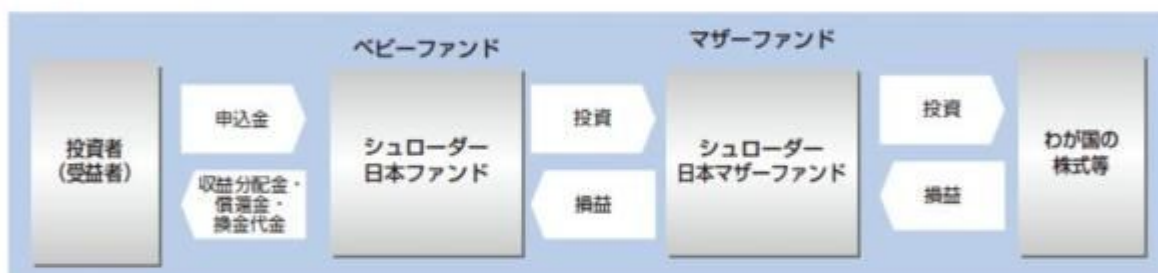 ベビーファンド
マザーファンド
投資者
(受益者)
申込金
収益分配金・
償還金・
換金代金
シュローダー
日本ファンド
投資
損益
シュローダー
日本マザーファンド
投資
損益
わが国の
株式等